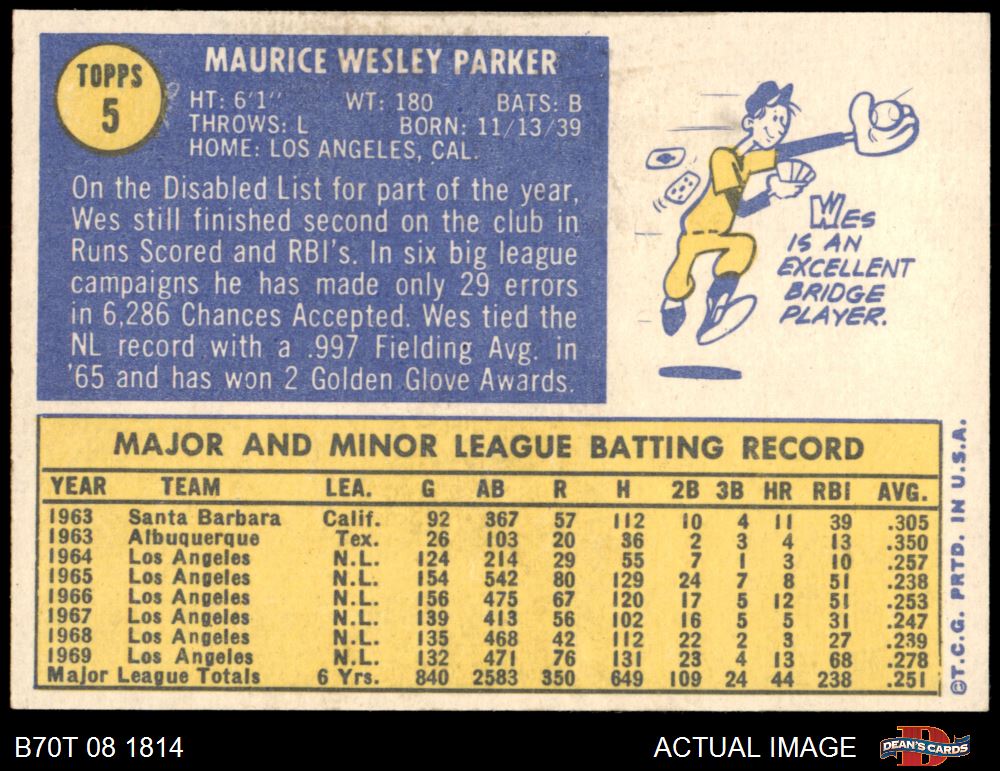 TOPPS
5
MAURICE WESLEY PARKER
HT: 6'1" WT: 180 BATS: B
THROWS: L BORN: 11/13/39
HOME: LOS ANGELES, CAL.
On the Disabled List for part of the year,
Wes still finished second on the club in
Runs Scored and RBI's. In six big league
campaigns he has made only 29 errors
in 6,286 Chances Accepted. Wes tied the
NL record with a .997 Fielding Avg. in
'65 and has won 2 Golden Glove Awards.
WES
IS AN
EXCELLENT
BRIDGE
PLAYER.
MAJOR AND MINOR LEAGUE BATTING RECORD
YEAR TEAM LEA. G AB R H 2B 3B HR RBI AVG.
1963 Santa Barbara Calif. 92 367 57 112 10 4 11 39 .305
1963 Albuquerque Tex. 26 103 20 36 2 3 4 13 .350
1964 Los Angeles N.L. 124 214 29 55 7 1 3 10 .257
1965 Los Angeles N.L. 154 542 80 129 24 7 8 51 .238
1966 Los Angeles N.L. 156 475 67 120 17 5 12 51 .253
1967 Los Angeles N.L. 139 413 56 102 16 5 5 31 .247
1968 Los Angeles N.L. 135 468 42 112 22 2 3 27 .239
1969 Los Angeles N.L. 132 471 76 131 23 4 13 68 .278
Major League Totals 6 Yrs. 840 2583 350 649 109 24 44 238 .251
©T.C.G. PRTD. IN U.S.A.
B70T 08 1814
ACTUAL IMAGE
DEAN'S CARDS